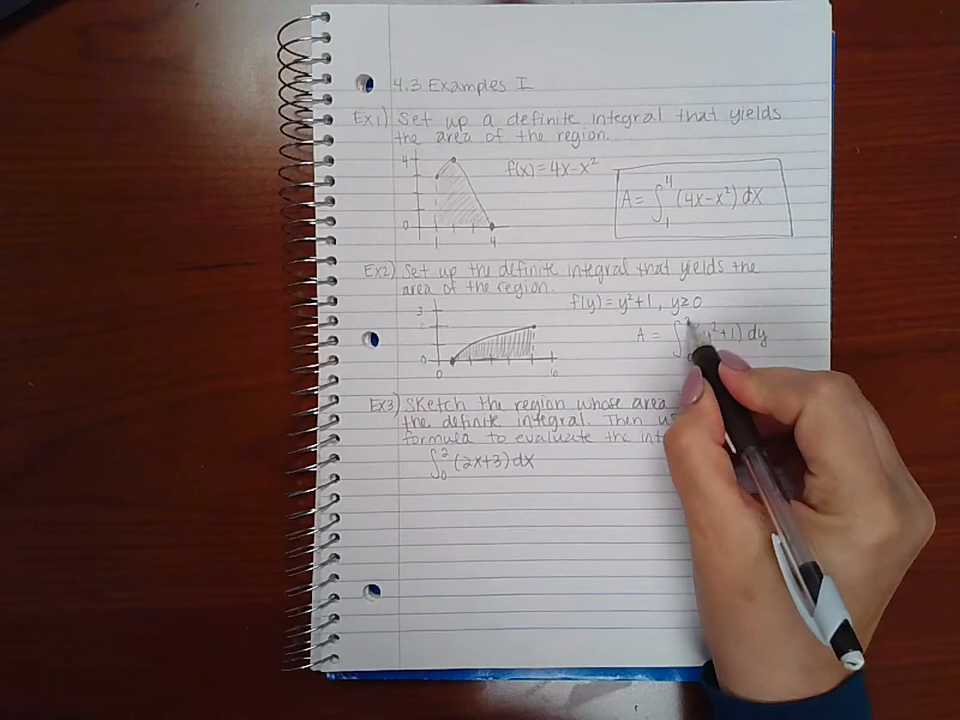 4.3 Examples I
Ex1) Set up a definite integral that yields
the area of the region.
4
0
1
4
f(x) = 4x-x²
A = ∫₁⁴ (4x-x²) dx
Ex2) Set up the definite integral that yields the
area of the region.
f(y) = y²+1, y≥0
3
0
0
6
A = ∫ y²+1) dy
Ex3) Sketch the region whose area
the definite integral. Then
formula to evaluate the
∫₀² (2x+3) dx